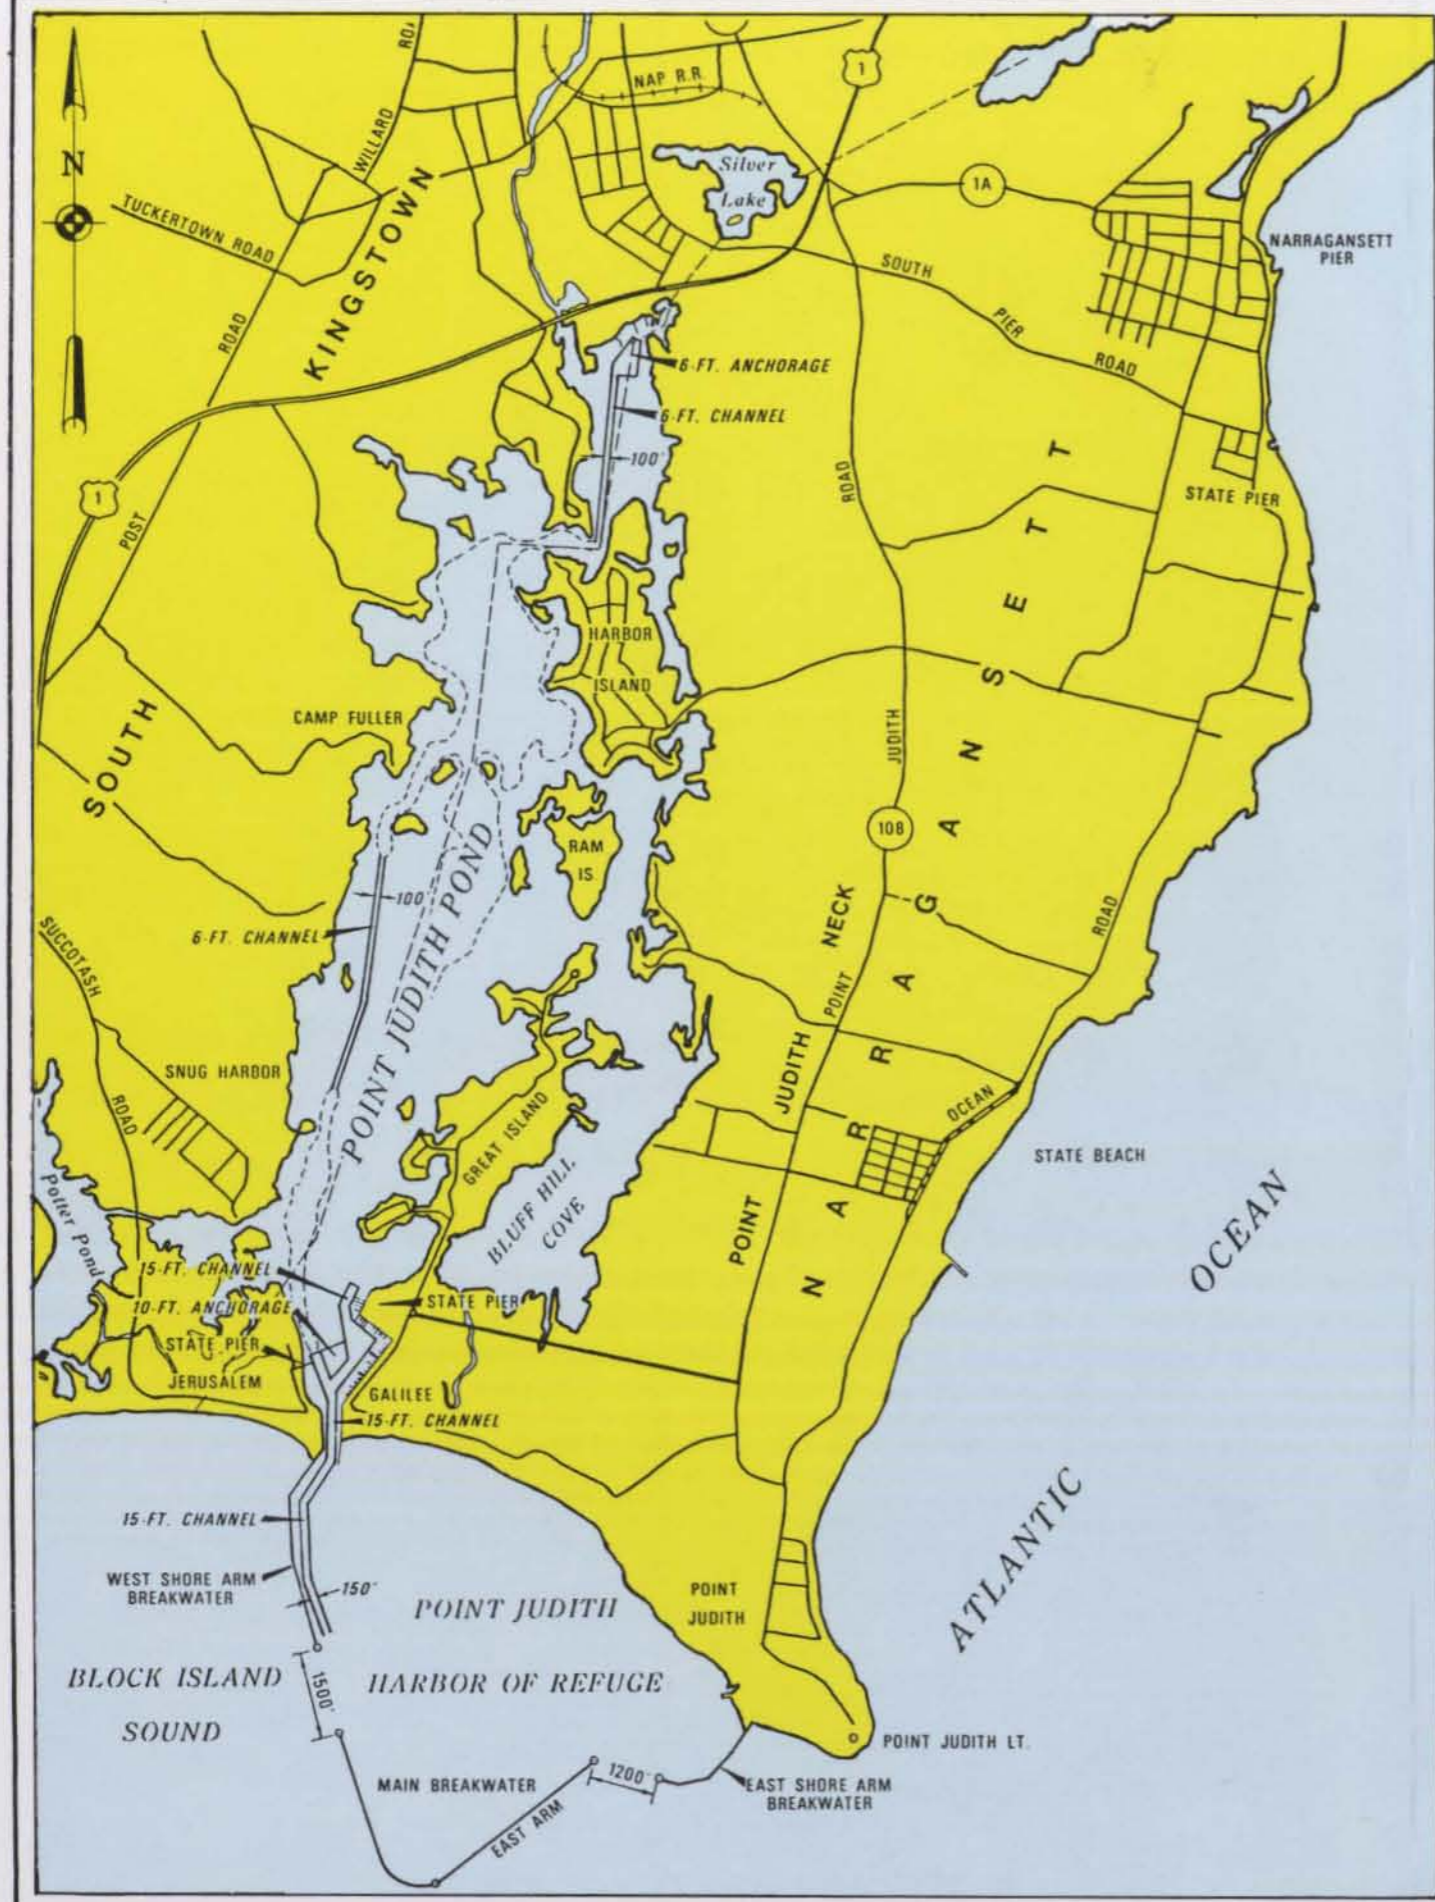 RO
NAP R.R.
1
WILLARD
N
Silver
Lake
1A
TUCKERTOWN ROAD
KINGSTOWN
NARRAGANSETT
PIER
SOUTH
PIER
ROAD
ROAD
6-FT. ANCHORAGE
6-FT. CHANNEL
100'
ROAD
STATE PIER
1
POST
HARBOR
ISLAND
CAMP FULLER
SOUTH
JUDITH
108
RAM
IS
100'
6-FT. CHANNEL
POINT JUDITH POND
NECK
POINT
JUDITH
POINT
ROAD
OCEAN
NARRAGANSETT
SUCCOTASH
ROAD
SNUG HARBOR
GREAT ISLAND
BLUFF HILL
COVE
STATE BEACH
Potter Pond
15-FT. CHANNEL
10-FT. ANCHORAGE
STATE PIER
STATE PIER
JERUSALEM
GALILEE
15-FT. CHANNEL
ATLANTIC
OCEAN
15-FT. CHANNEL
WEST SHORE ARM
BREAKWATER
150'
POINT JUDITH
HARBOR OF REFUGE
POINT
JUDITH
BLOCK ISLAND
SOUND
1500'
POINT JUDITH LT.
MAIN BREAKWATER
1200'
EAST SHORE ARM
BREAKWATER
EAST ARM